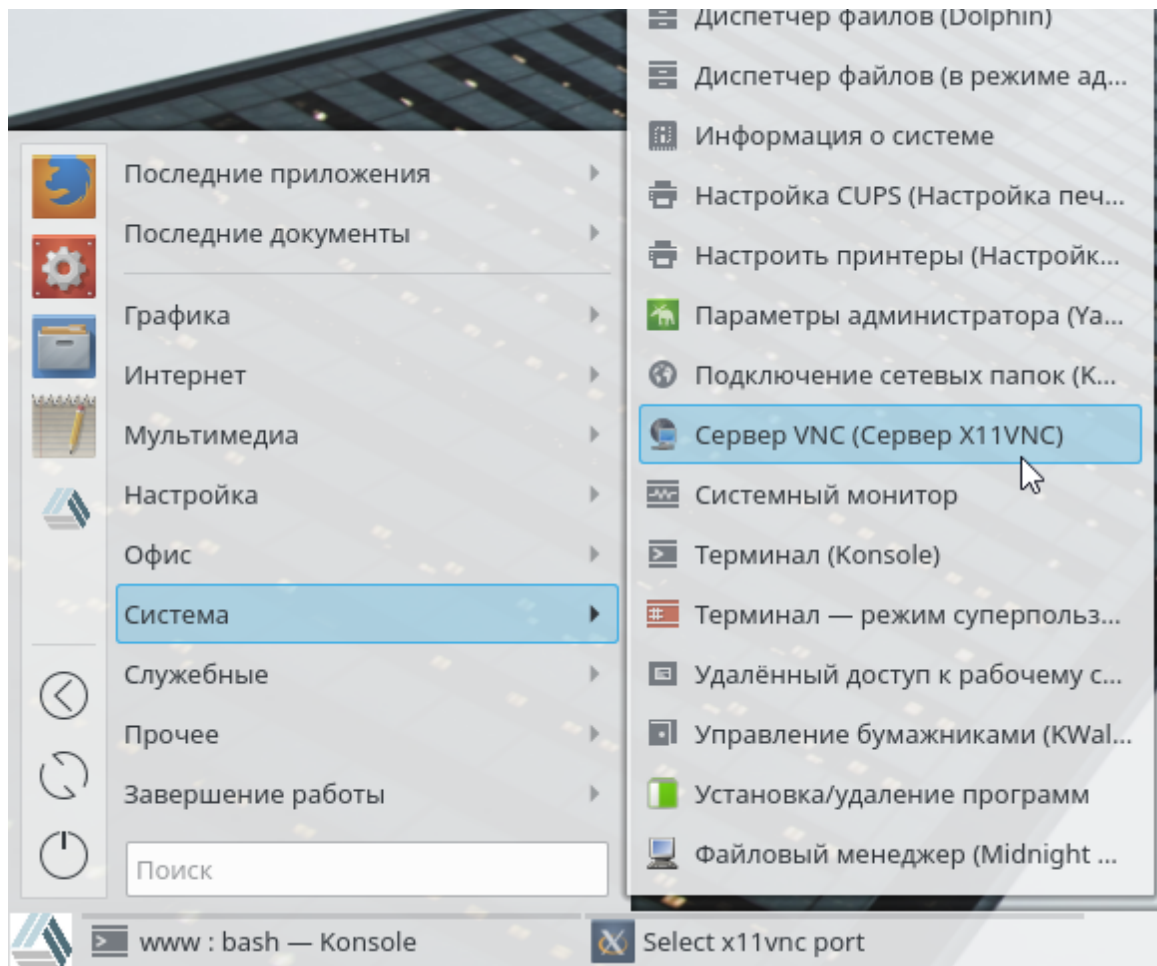 Диспетчер файлов (Dolphin)
Диспетчер файлов (в режиме ад...
Информация о системе
Настройка CUPS (Настройка печ...
Настроить принтеры (Настройк...
Параметры администратора (Ya...
Подключение сетевых папок (K...
Сервер VNC (Сервер X11VNC)
Системный монитор
Терминал (Konsole)
Терминал — режим суперпольз...
Удалённый доступ к рабочему с...
Управление бумажниками (KWal...
Установка/удаление программ
Файловый менеджер (Midnight ...
Последние приложения
Последние документы
Графика
Интернет
Мультимедиа
Настройка
Офис
Система
Служебные
Прочее
Завершение работы
Поиск
www : bash — Konsole
Select x11vnc port